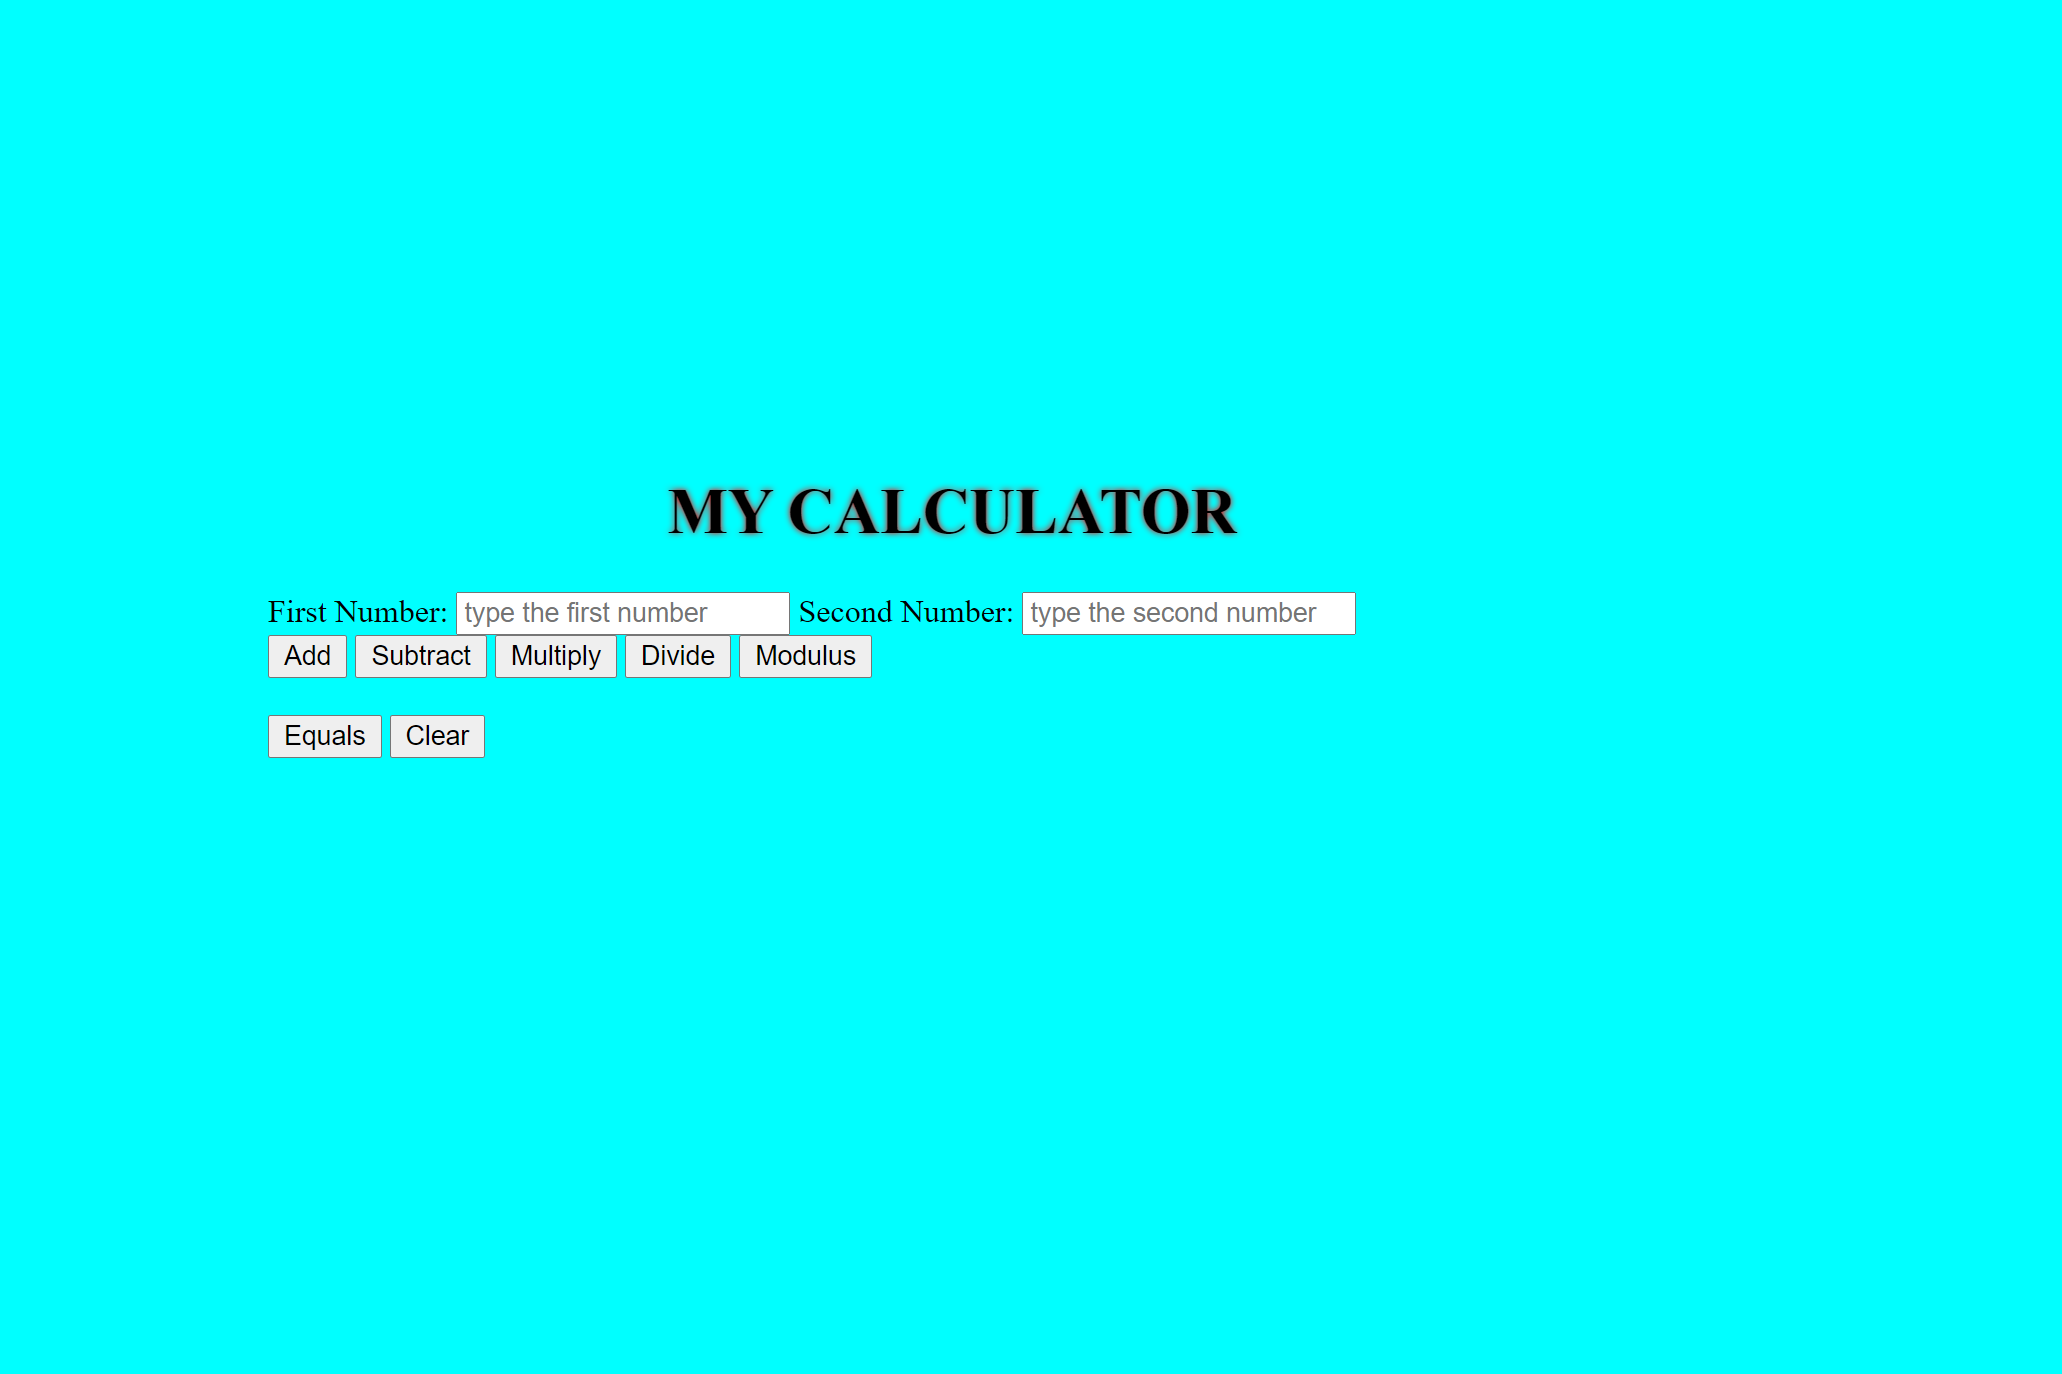 MY CALCULATOR
First Number: type the first number Second Number: type the second number
Add Subtract Multiply Divide Modulus
Equals Clear